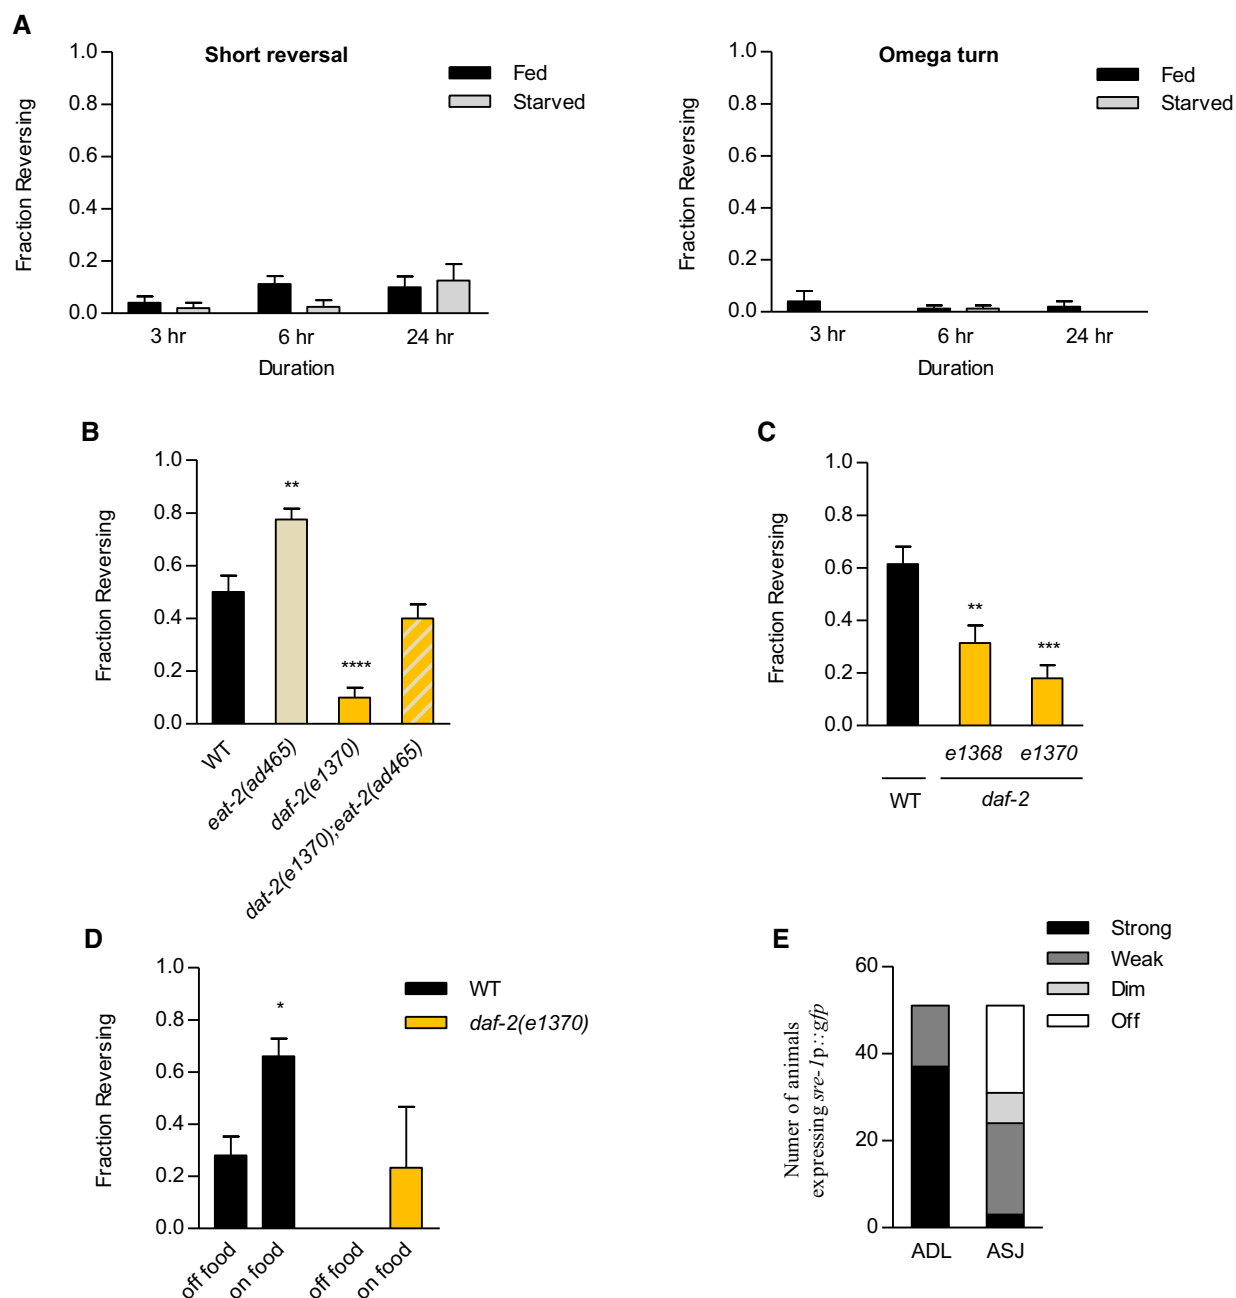 A
Short reversal
Fed
Starved
Fraction Reversing
1.0
0.8
0.6
0.4
0.2
0.0
3 hr
6 hr
24 hr
Duration
Omega turn
Fed
Starved
Fraction Reversing
1.0
0.8
0.6
0.4
0.2
0.0
3 hr
6 hr
24 hr
Duration
B
Fraction Reversing
1.0
0.8
0.6
0.4
0.2
0.0
**
****
WT
eat-2(ad465)
daf-2(e1370)
dat-2(e1370);eat-2(ad465)
C
Fraction Reversing
1.0
0.8
0.6
0.4
0.2
0.0
**
***
e1368
e1370
WT
daf-2
D
Fraction Reversing
1.0
0.8
0.6
0.4
0.2
0.0
*
WT
daf-2(e1370)
off food
on food
off food
on food
E
Strong
Weak
Dim
Off
Numer of animals
expressing sre-1p::gfp
60
40
20
0
ADL
ASJ